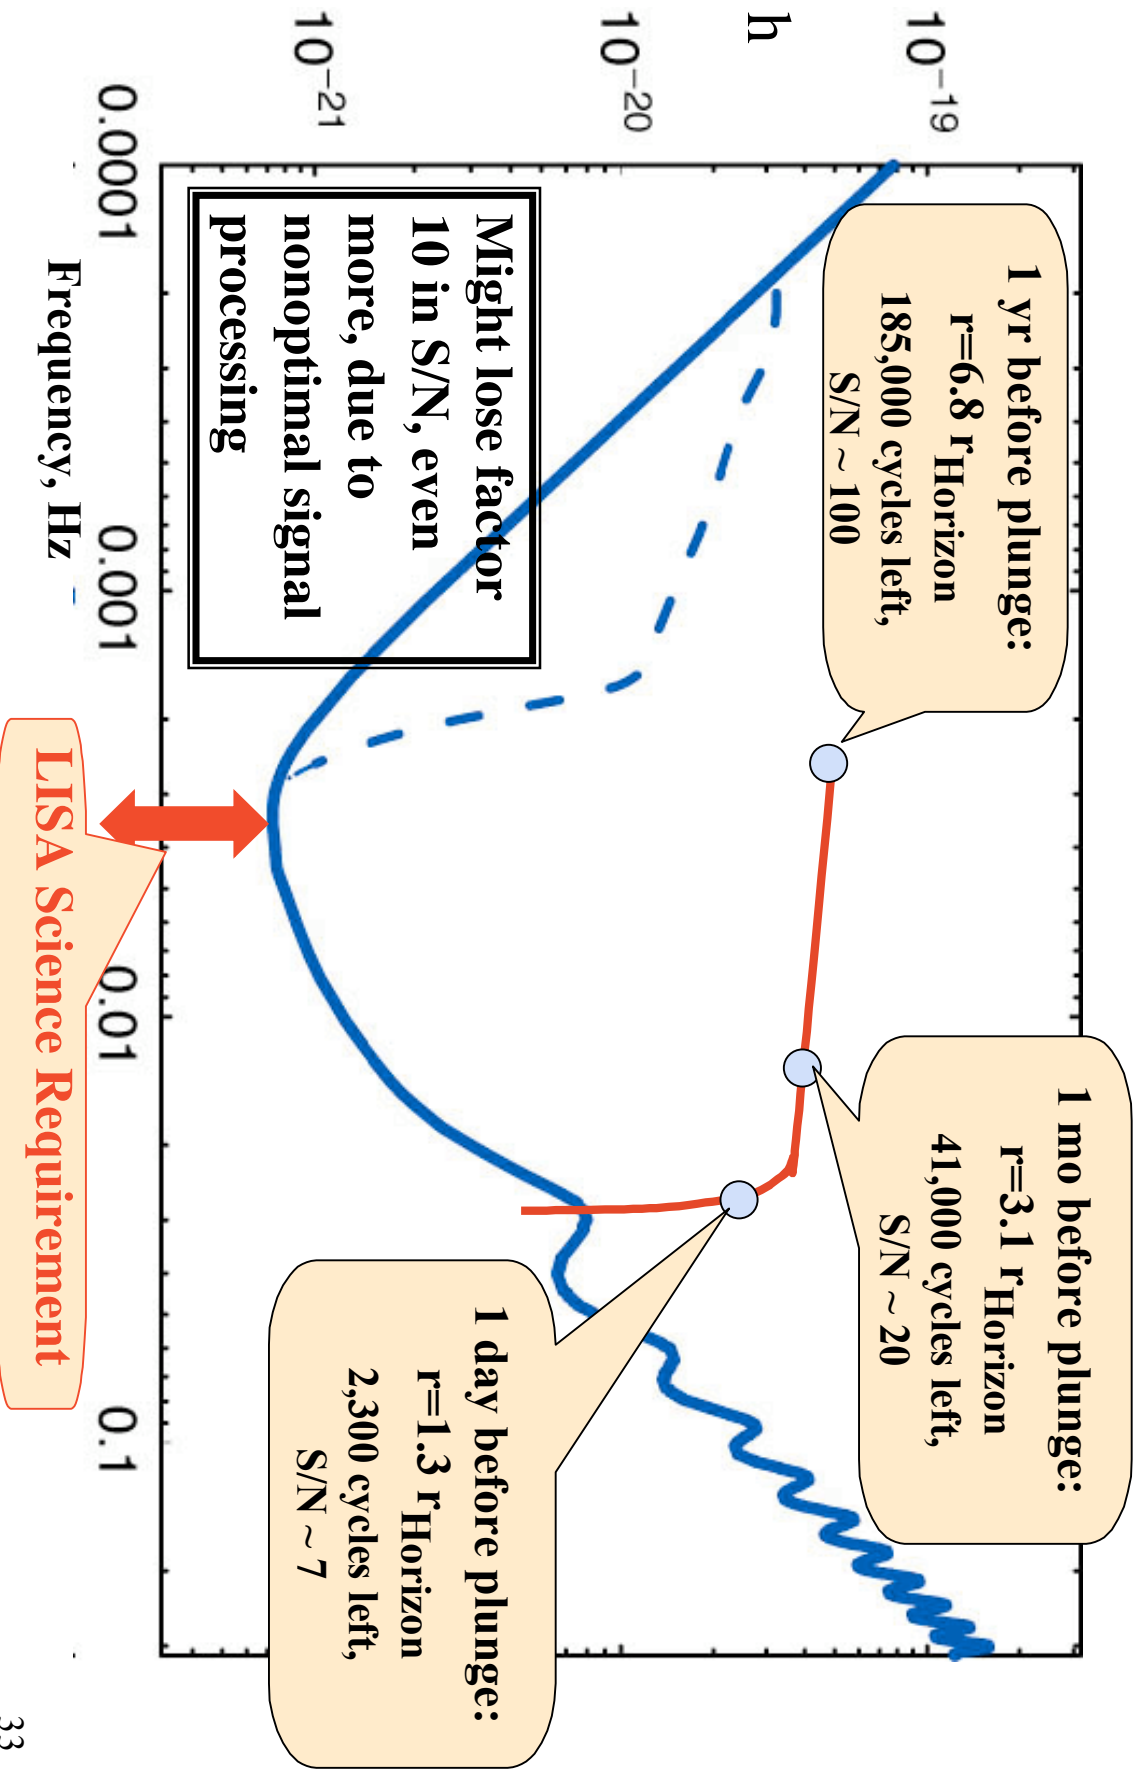 h
10⁻¹⁹
10⁻²⁰
10⁻²¹
1 yr before plunge:
r=6.8 rHorizon
185,000 cycles left,
S/N ~ 100
1 mo before plunge:
r=3.1 rHorizon
41,000 cycles left,
S/N ~ 20
1 day before plunge:
r=1.3 rHorizon
2,300 cycles left,
S/N ~ 7
Might lose factor
10 in S/N, even
more, due to
nonoptimal signal
processing
0.0001 0.001 0.01 0.1
Frequency, Hz
LISA Science Requirement
33